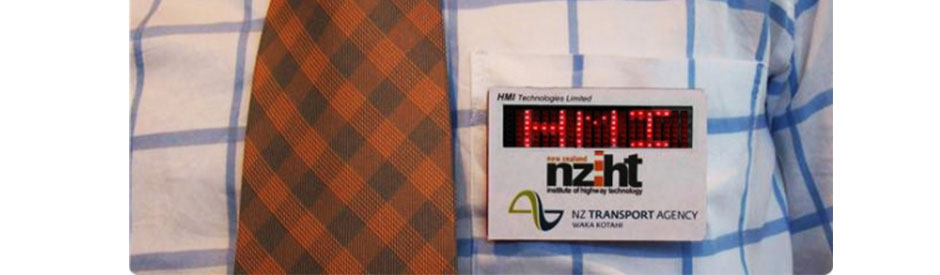 HMI Technologies Limited
HMI
new zealand
nziht
institute of highway technology
NZ TRANSPORT AGENCY
WAKA KOTAHI